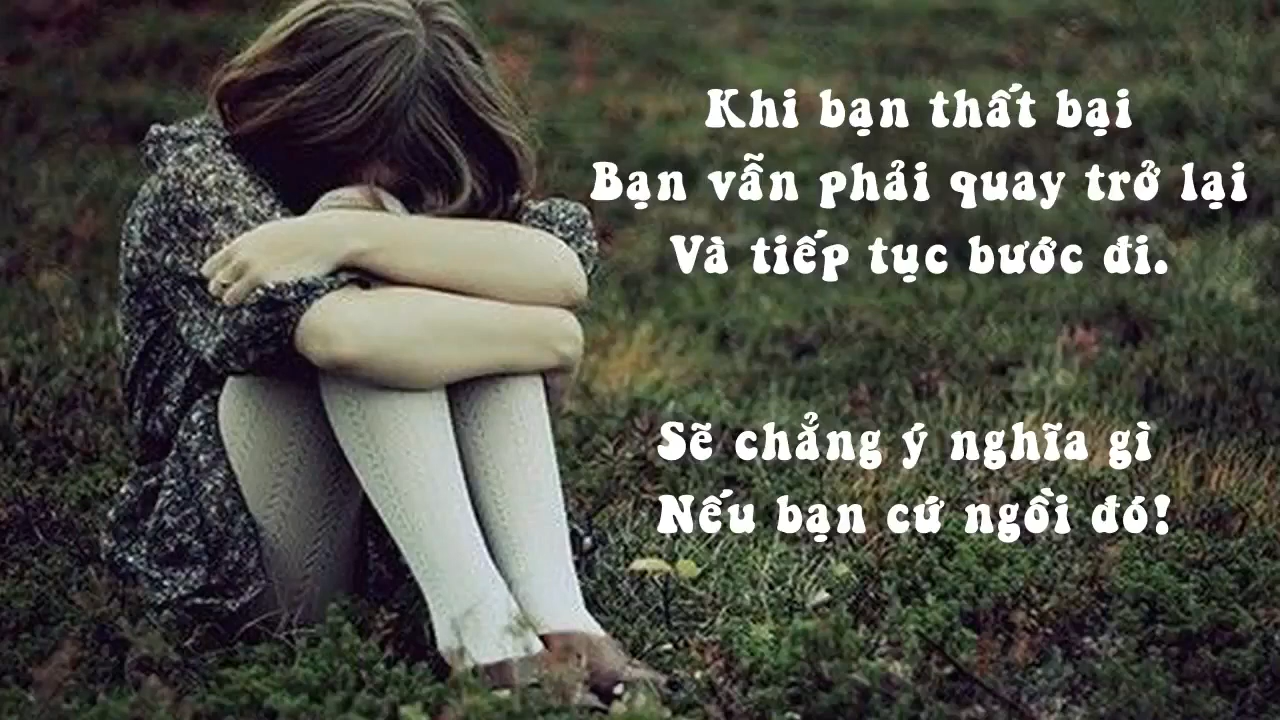 Khi bạn thất bại
Bạn vẫn phải quay trở lại
Và tiếp tục bước đi.
Sẽ chẳng ý nghĩa gì
Nếu bạn cứ ngồi đó!